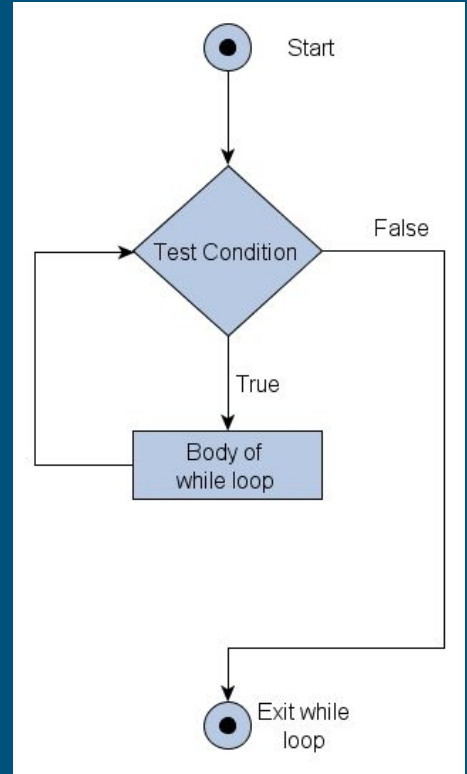 Start
Test Condition
False
True
Body of
while loop
Exit while
loop